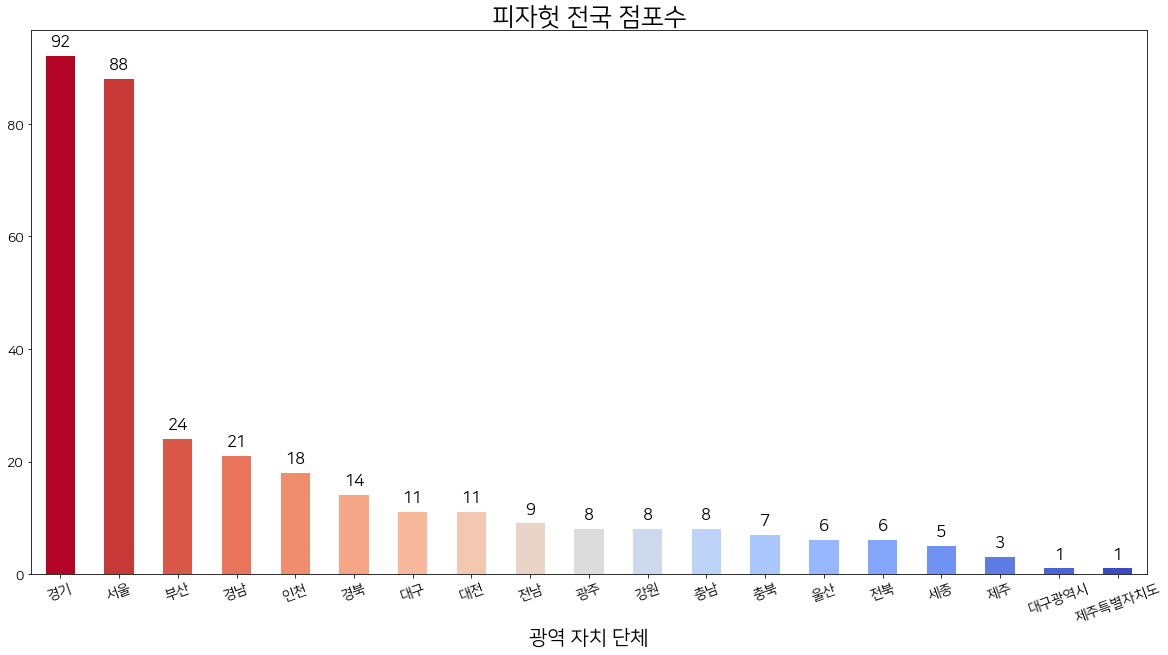 피자헛 전국 점포수
92
88
24
21
18
14
11
11
9
8
8
8
7
6
6
5
3
1
1
80
60
40
20
0
경기
서울
부산
경남
인천
경북
대구
대전
전남
광주
강원
충남
충북
울산
전북
세종
제주
대구광역시
제주특별자치도
광역 자치 단체